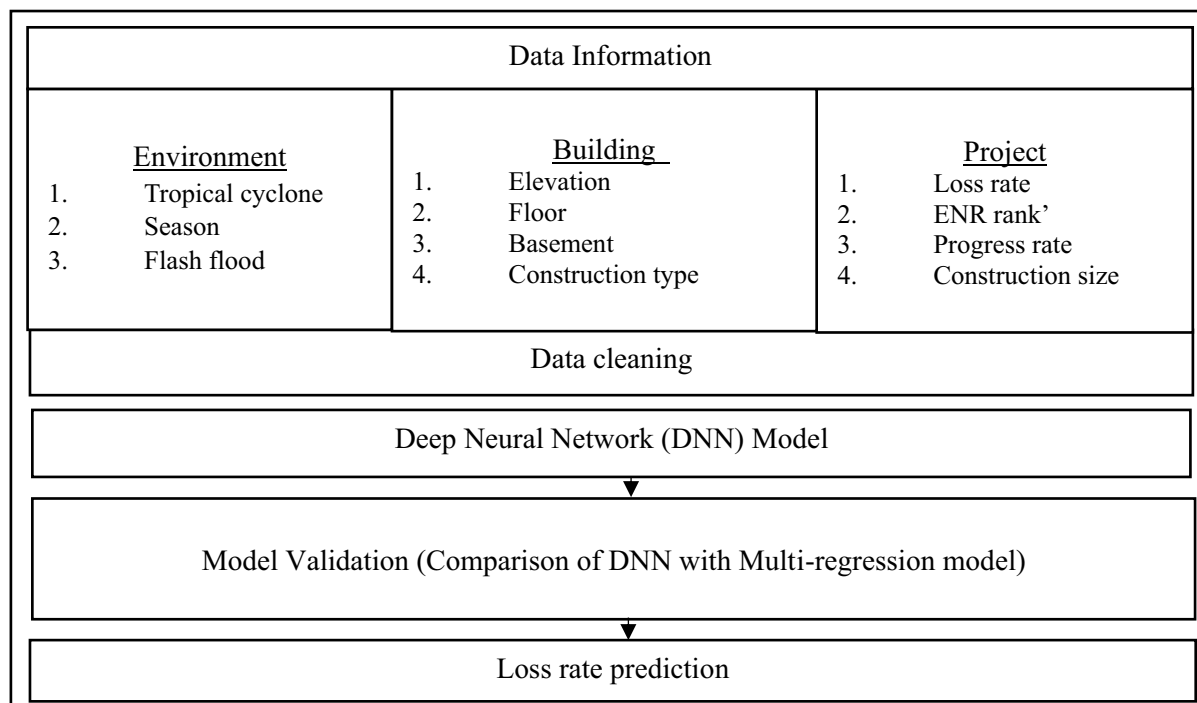 Data Information
Environment
1. Tropical cyclone
2. Season
3. Flash flood
Building
1. Elevation
2. Floor
3. Basement
4. Construction type
Project
1. Loss rate
2. ENR rank’
3. Progress rate
4. Construction size
Data cleaning
Deep Neural Network (DNN) Model
Model Validation (Comparison of DNN with Multi-regression model)
Loss rate prediction